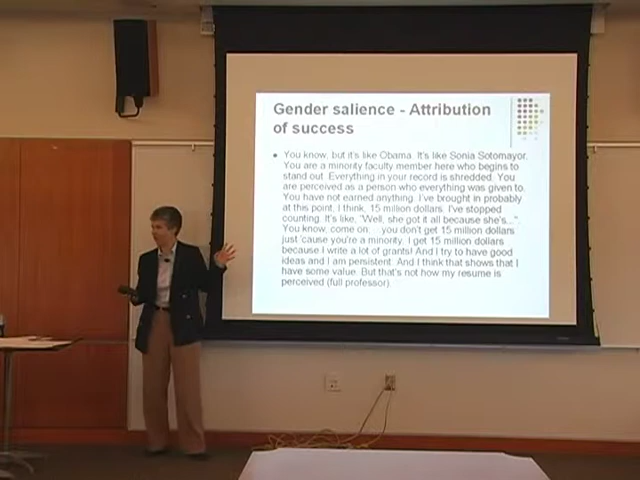 Gender salience - Attribution
of success
• You know, but it's like Obama. It's like Sonia Sotomayor.
You are a minority faculty member here who begins to
stand out. Everything in your record is shredded. You
are perceived as a person who everything was given to.
You have not earned anything. I've brought in probably
at this point, I think, 15 million dollars. I've stopped
counting. It's like, "Well, she got it all because she's...".
You know, come on, ... you don't get 15 million dollars
just 'cause you're a minority. I get 15 million dollars
because I write a lot of grants! And I try to have good
ideas and I am persistent. And I think that shows that I
have some value. But that's not how my resume is
perceived (full professor).